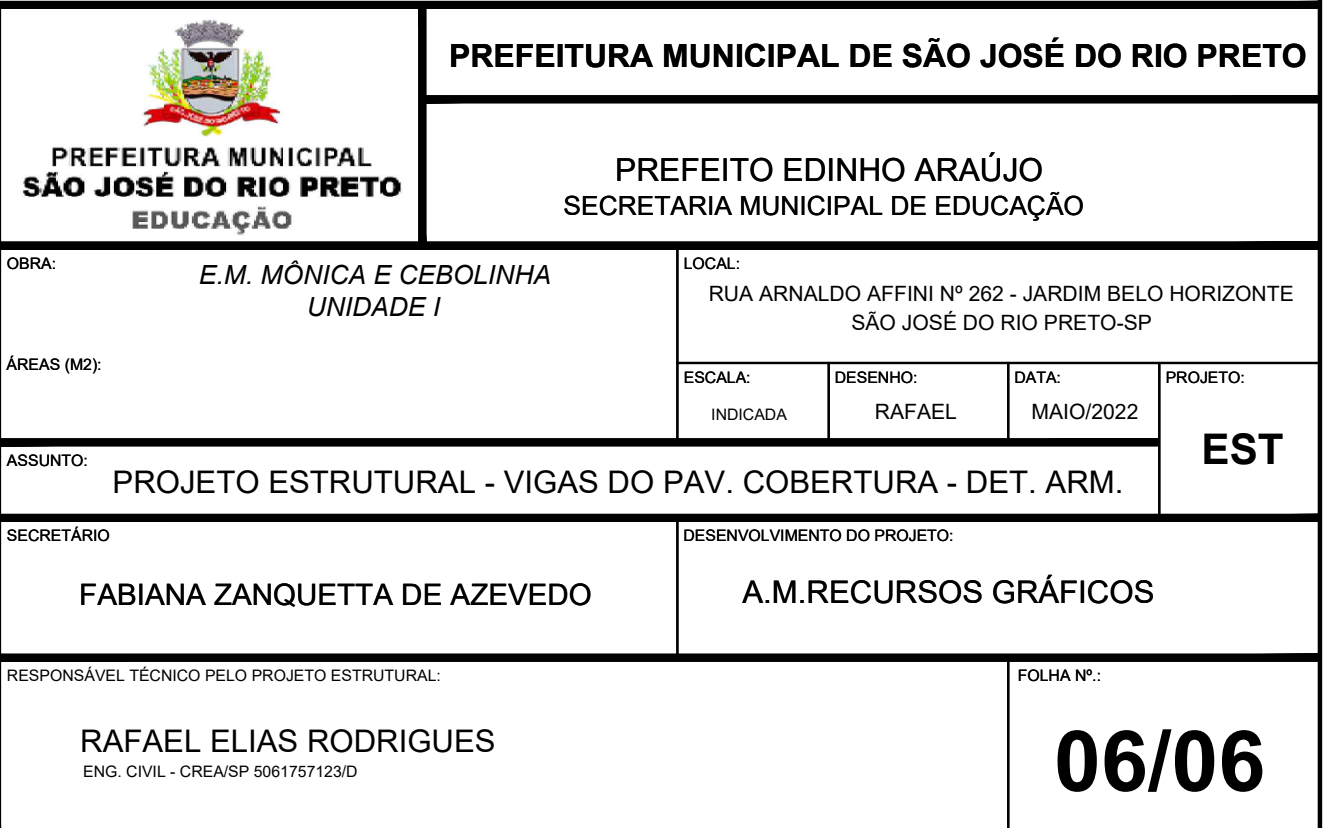 PREFEITURA MUNICIPAL
SÃO JOSÉ DO RIO PRETO
EDUCAÇÃO
PREFEITURA MUNICIPAL DE SÃO JOSÉ DO RIO PRETO
PREFEITO EDINHO ARAÚJO
SECRETARIA MUNICIPAL DE EDUCAÇÃO
OBRA:
E.M. MÔNICA E CEBOLINHA
UNIDADE I
ÁREAS (M2):
LOCAL:
RUA ARNALDO AFFINI Nº 262 - JARDIM BELO HORIZONTE
SÃO JOSÉ DO RIO PRETO-SP
ESCALA:
INDICADA
DESENHO:
RAFAEL
DATA:
MAIO/2022
PROJETO:
EST
ASSUNTO:
PROJETO ESTRUTURAL - VIGAS DO PAV. COBERTURA - DET. ARM.
SECRETÁRIO
FABIANA ZANQUETTA DE AZEVEDO
DESENVOLVIMENTO DO PROJETO:
A.M.RECURSOS GRÁFICOS
RESPONSÁVEL TÉCNICO PELO PROJETO ESTRUTURAL:
RAFAEL ELIAS RODRIGUES
ENG. CIVIL - CREA/SP 5061757123/D
FOLHA Nº.:
06/06